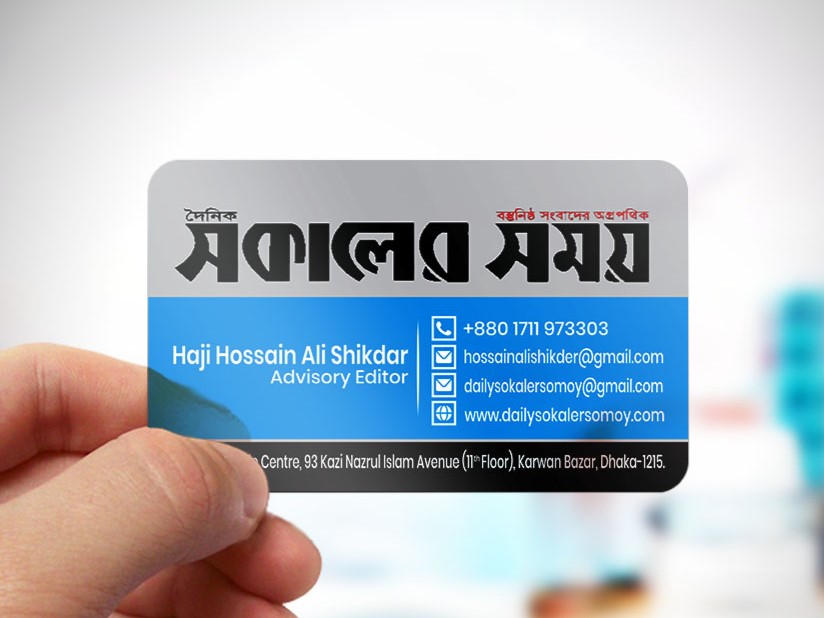 দৈনিক
বস্তুনিষ্ঠ সংবাদের অগ্রপথিক
সকালের সময়
Haji Hossain Ali Shikdar
Advisory Editor
+880 1711 973303
hossainalishikder@gmail.com
dailysokalersomoy@gmail.com
www.dailysokalersomoy.com
Centre, 93 Kazi Nazrul Islam Avenue (11th Floor), Karwan Bazar, Dhaka-1215.